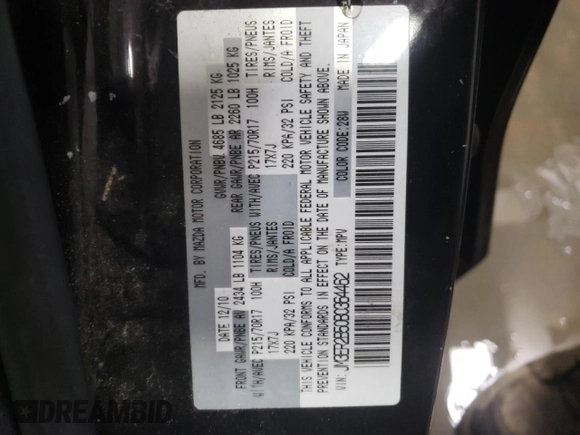 MFD. BY MAZDA MOTOR CORPORATION
DATE 12/10 GWVR/PNBV 4685 LB 2125 KG
FRONT GAWR/PNBE AV 2434 LB 1104 KG REAR GAWR/PNBE AR 2260 LB 1025 KG
WITH/AVEC P215/70R17 100H TIRES/PNEUS WITH/AVEC P215/70R17 100H TIRES/PNEUS
17X7J RIMS/JANTES 17X7J RIMS/JANTES
220 KPA/32 PSI COLD/A FROID 220 KPA/32 PSI COLD/A FROID
THIS VEHICLE CONFORMS TO ALL APPLICABLE FEDERAL MOTOR VEHICLE SAFETY AND THEFT
PREVENTION STANDARDS IN EFFECT ON THE DATE OF MANUFACTURE SHOWN ABOVE.
VIN: TYPE: MPV COLOR CODE: 28W MADE IN JAPAN
DREAMBID